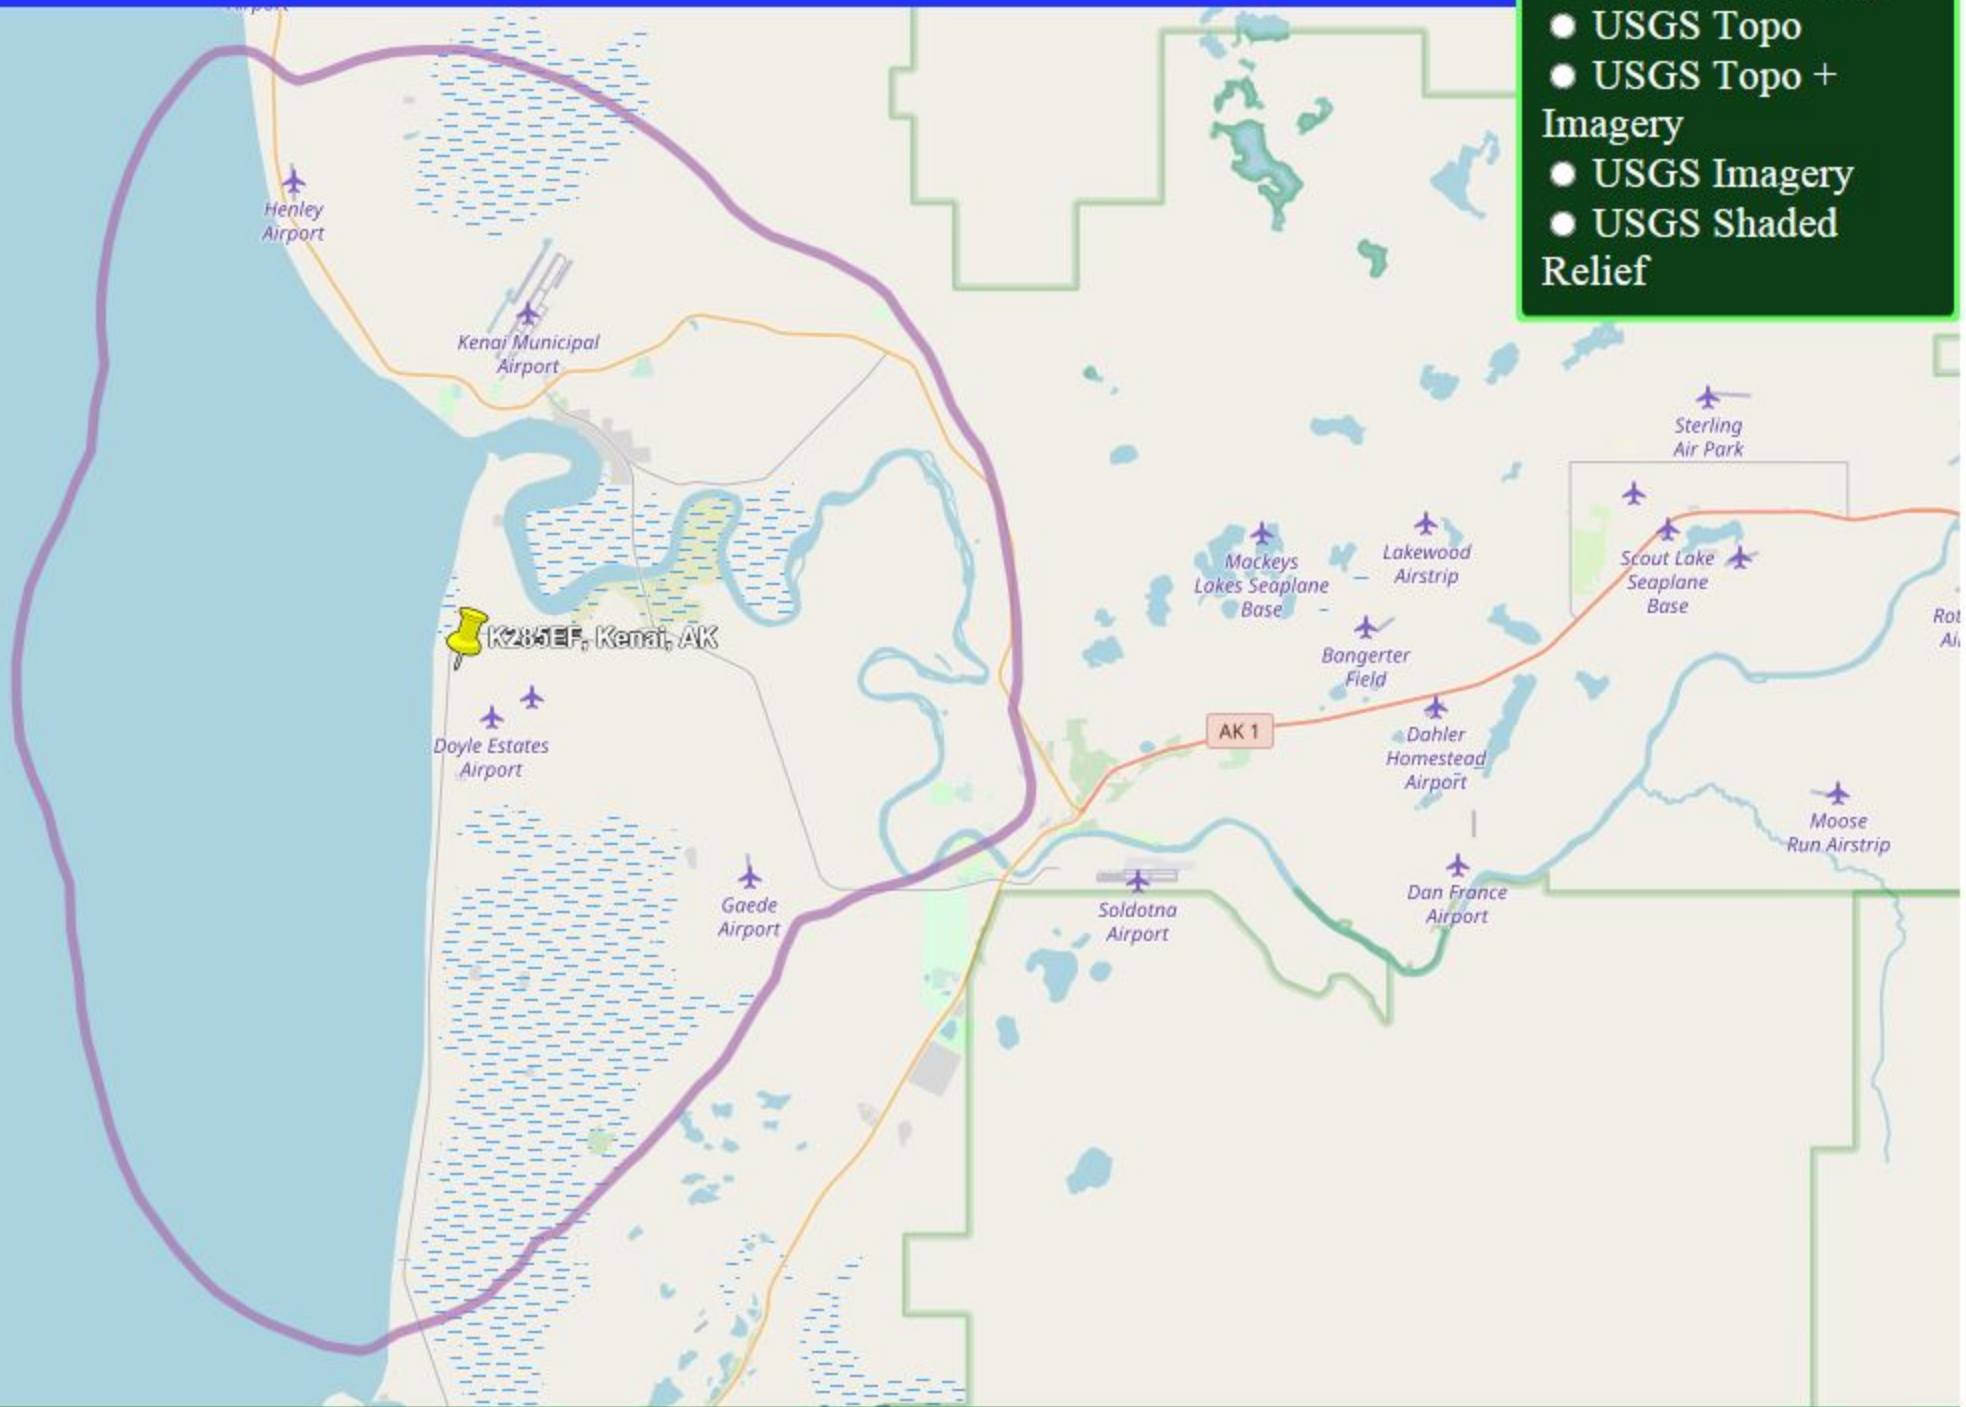 Airport
USGS Topo
USGS Topo +
Imagery
USGS Imagery
USGS Shaded
Relief
Henley
Airport
Kenai Municipal
Airport
Sterling
Air Park
Mackeys
Lakes Seaplane
Base
Lakewood
Airstrip
Scout Lake
Seaplane
Base
K285EF, Kenai, AK
Bangerter
Field
Doyle Estates
Airport
AK 1
Dahler
Homestead
Airport
Moose
Run Airstrip
Gaede
Airport
Soldotna
Airport
Dan France
Airport